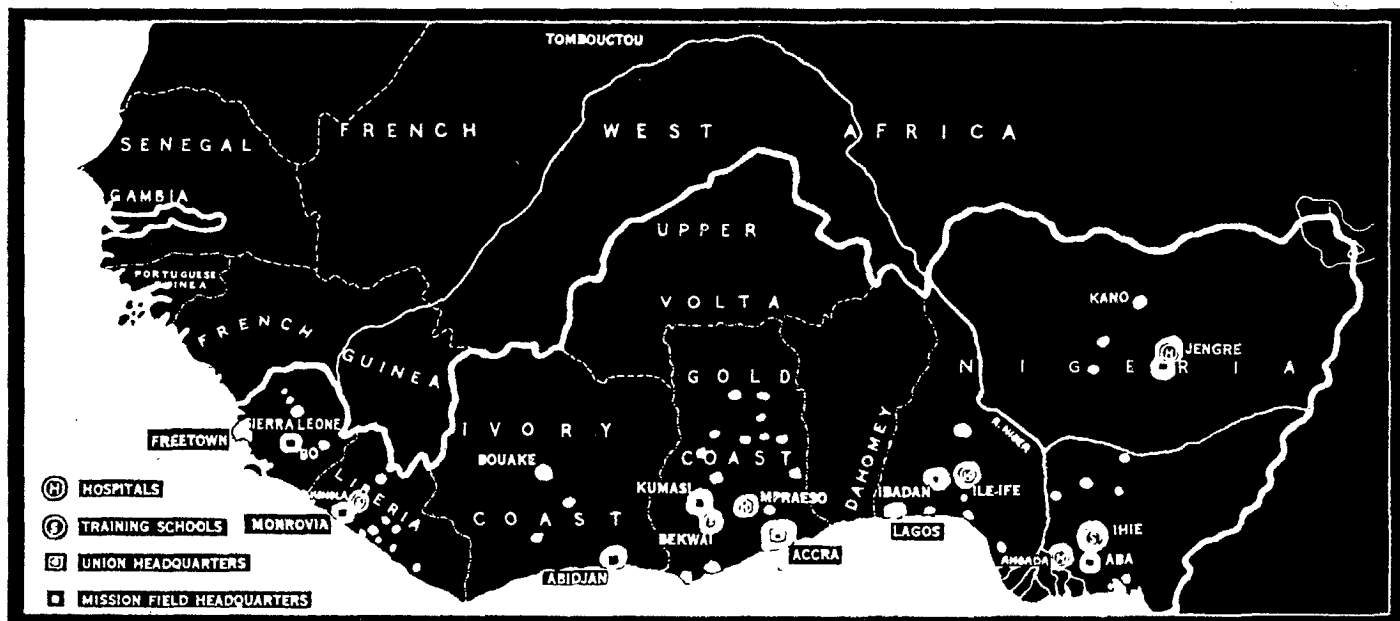 TOMBOUCTOU
FRENCH WEST AFRICA
SENEGAL
GAMBIA
UPPER
PORTUGUESE
GUINEA
VOLTA
KANO
FRENCH
GUINEA
JENGRE
NIGERIA
GOLD
SIERRA LEONE
FREETOWN
BO
IVORY
R. NIGER
BOUAKE
COAST
DAHOMEY
LIBERIA
KUMASI
MPRAESO
IBADAN
ILE-IFE
HOSPITALS
H
TRAINING SCHOOLS
S
MONROVIA
COAST
BEKWAI
LAGOS
IHIE
ACCRA
AHOADA
ABA
UNION HEADQUARTERS
ABIDJAN
MISSION FIELD HEADQUARTERS